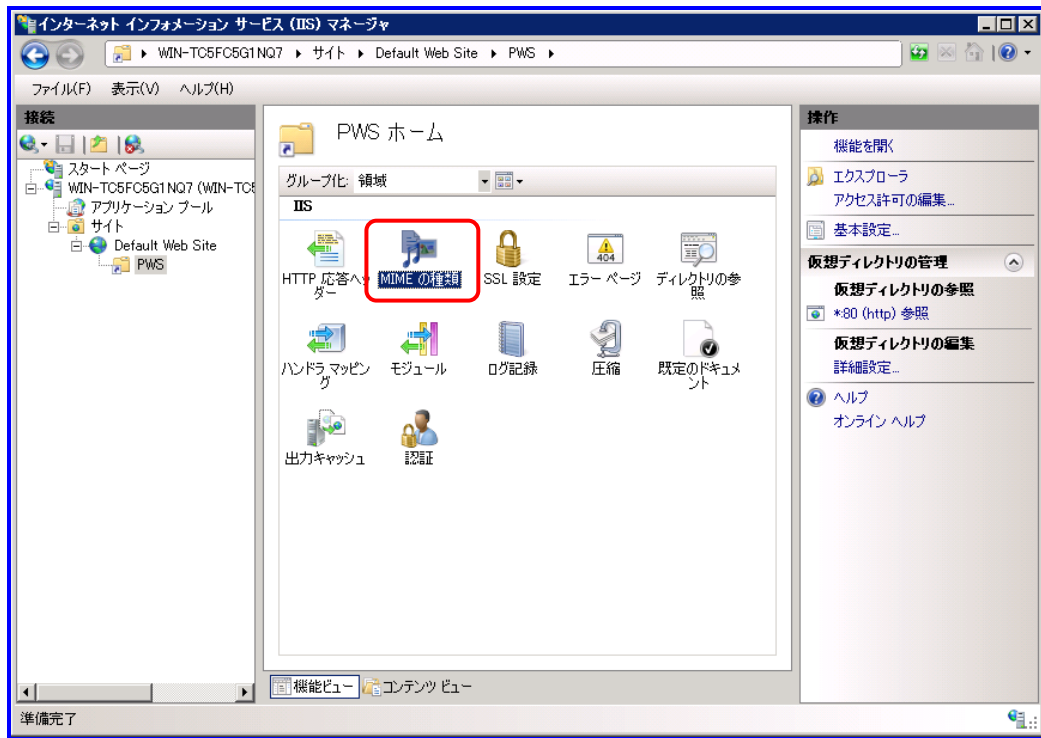 インターネット インフォメーション サービス (IIS) マネージャ
WIN-TC5FC5G1NQ7 サイト Default Web Site PWS
ファイル(F) 表示(V) ヘルプ(H)
接続
スタート ページ
WIN-TC5FC5G1NQ7 (WIN-TC5
アプリケーション プール
サイト
Default Web Site
PWS
PWS ホーム
グループ化: 領域
IIS
HTTP 応答ヘッダー
MIME の種類
SSL 設定
404
エラー ページ
ディレクトリの参照
ハンドラ マッピング
モジュール
ログ記録
圧縮
既定のドキュメント
出力キャッシュ
認証
機能ビュー
コンテンツ ビュー
操作
機能を開く
エクスプローラ
アクセス許可の編集...
基本設定...
仮想ディレクトリの管理
仮想ディレクトリの参照
*:80 (http) 参照
仮想ディレクトリの編集
詳細設定...
ヘルプ
オンライン ヘルプ
準備完了